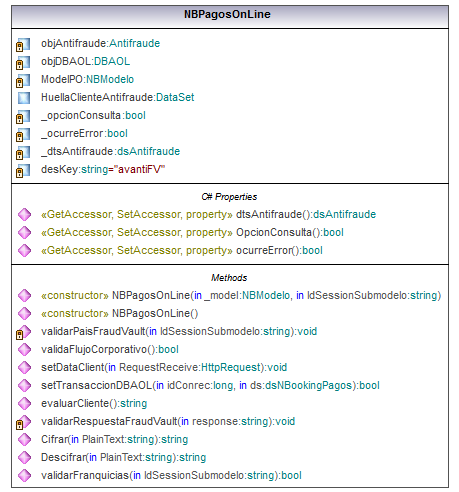 NBPagosOnLine
objAntifraude:Antifraude
objDBAOL:DBAOL
ModelPO:NBModelo
HuellaClienteAntifraude:DataSet
_opcionConsulta:bool
_ocurreError:bool
_dtsAntifraude:dsAntifraude
desKey:string="avantiFV"
C# Properties
«GetAccessor, SetAccessor, property» dtsAntifraude():dsAntifraude
«GetAccessor, SetAccessor, property» OpcionConsulta():bool
«GetAccessor, SetAccessor, property» ocurreError():bool
Methods
«constructor» NBPagosOnLine(in _model:NBModelo, in IdSessionSubmodelo:string)
«constructor» NBPagosOnLine()
validarPaisFraudVault(in IdSessionSubmodelo:string):void
validaFlujoCorporativo():bool
setDataClient(in RequestReceive:HttpRequest):void
setTransaccionDBAOL(in idConrec:long, in ds:dsNBookingPagos):bool
evaluarCliente():string
validarRespuestaFraudVault(in response:string):void
Cifrar(in PlainText:string):string
Descifrar(in PlainText:string):string
validarFranquicias(in IdSessionSubmodelo:string):bool